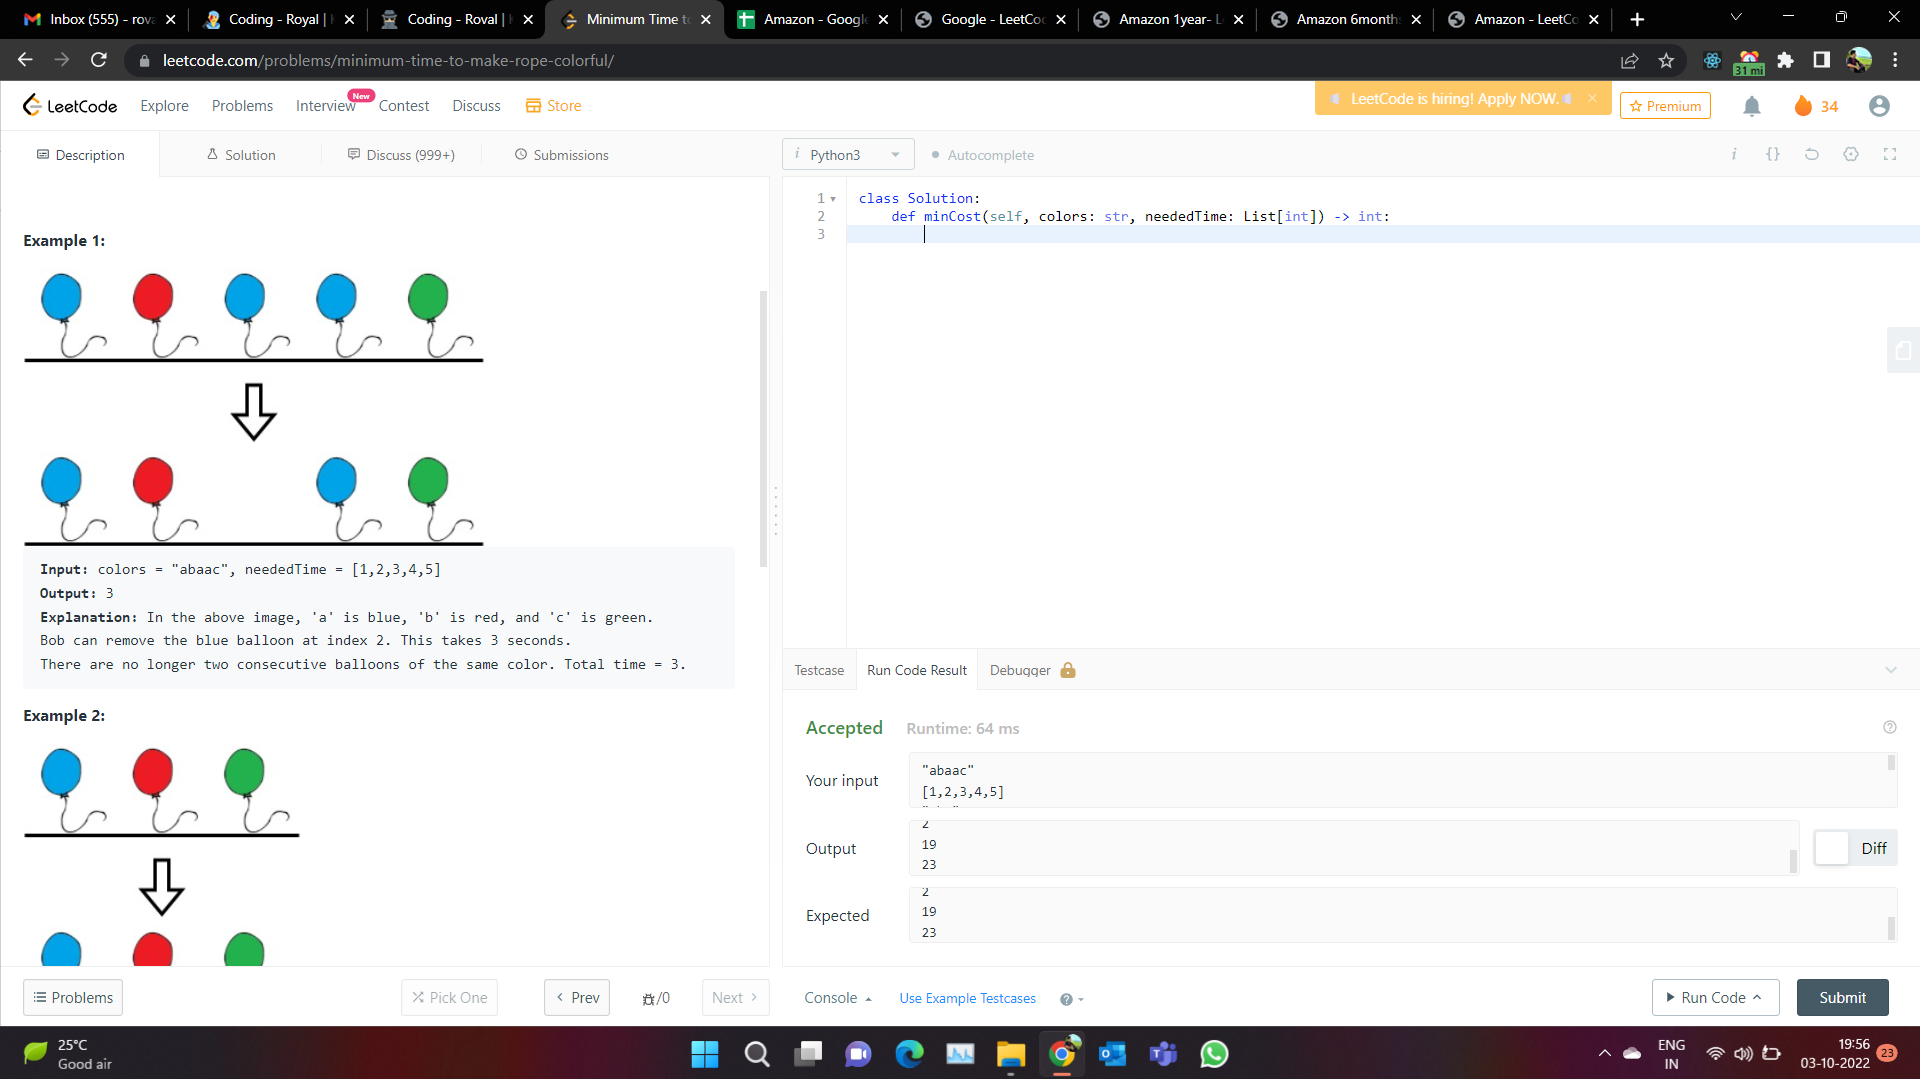 Inbox (555) - rova
Coding - Royal |
Coding - Roval |
Minimum Time to
Amazon - Google
Google - LeetCo
Amazon 1year- L
Amazon 6month
Amazon - LeetCo
leetcode.com/problems/minimum-time-to-make-rope-colorful/
31 mi
LeetCode
Explore
Problems
Interview
New
Contest
Discuss
Store
LeetCode is hiring! Apply NOW.
Premium
34
Description
Solution
Discuss (999+)
Submissions
i Python3
Autocomplete
i {}
Example 1:
Input: colors = "abaac", neededTime = [1,2,3,4,5]
Output: 3
Explanation: In the above image, 'a' is blue, 'b' is red, and 'c' is green.
Bob can remove the blue balloon at index 2. This takes 3 seconds.
There are no longer two consecutive balloons of the same color. Total time = 3.
Example 2:
1 class Solution:
2 def minCost(self, colors: str, neededTime: List[int]) -> int:
3
Testcase
Run Code Result
Debugger
Accepted
Runtime: 64 ms
Your input
"abaac"
[1,2,3,4,5]
Output
2
19
23
Diff
Expected
2
19
23
Problems
Pick One
Prev
/0
Next
Console
Use Example Testcases
Run Code
Submit
25°C
Good air
ENG
IN
19:56
03-10-2022
23